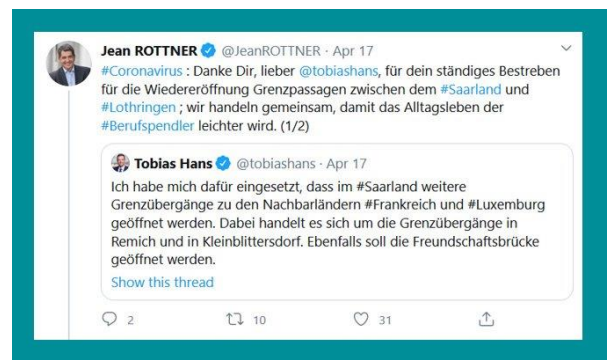 Jean ROTTNER @JeanROTTNER · Apr 17
#Coronavirus : Danke Dir, lieber @tobiashans, für dein ständiges Bestreben
für die Wiedereröffnung Grenzpassagen zwischen dem #Saarland und
#Lothringen ; wir handeln gemeinsam, damit das Alltagsleben der
#Berufspendler leichter wird. (1/2)
Tobias Hans @tobiashans · Apr 17
Ich habe mich dafür eingesetzt, dass im #Saarland weitere
Grenzübergänge zu den Nachbarländern #Frankreich und #Luxemburg
geöffnet werden. Dabei handelt es sich um die Grenzübergänge in
Remich und in Kleinblittersdorf. Ebenfalls soll die Freundschaftsbrücke
geöffnet werden.
Show this thread
2 10 31